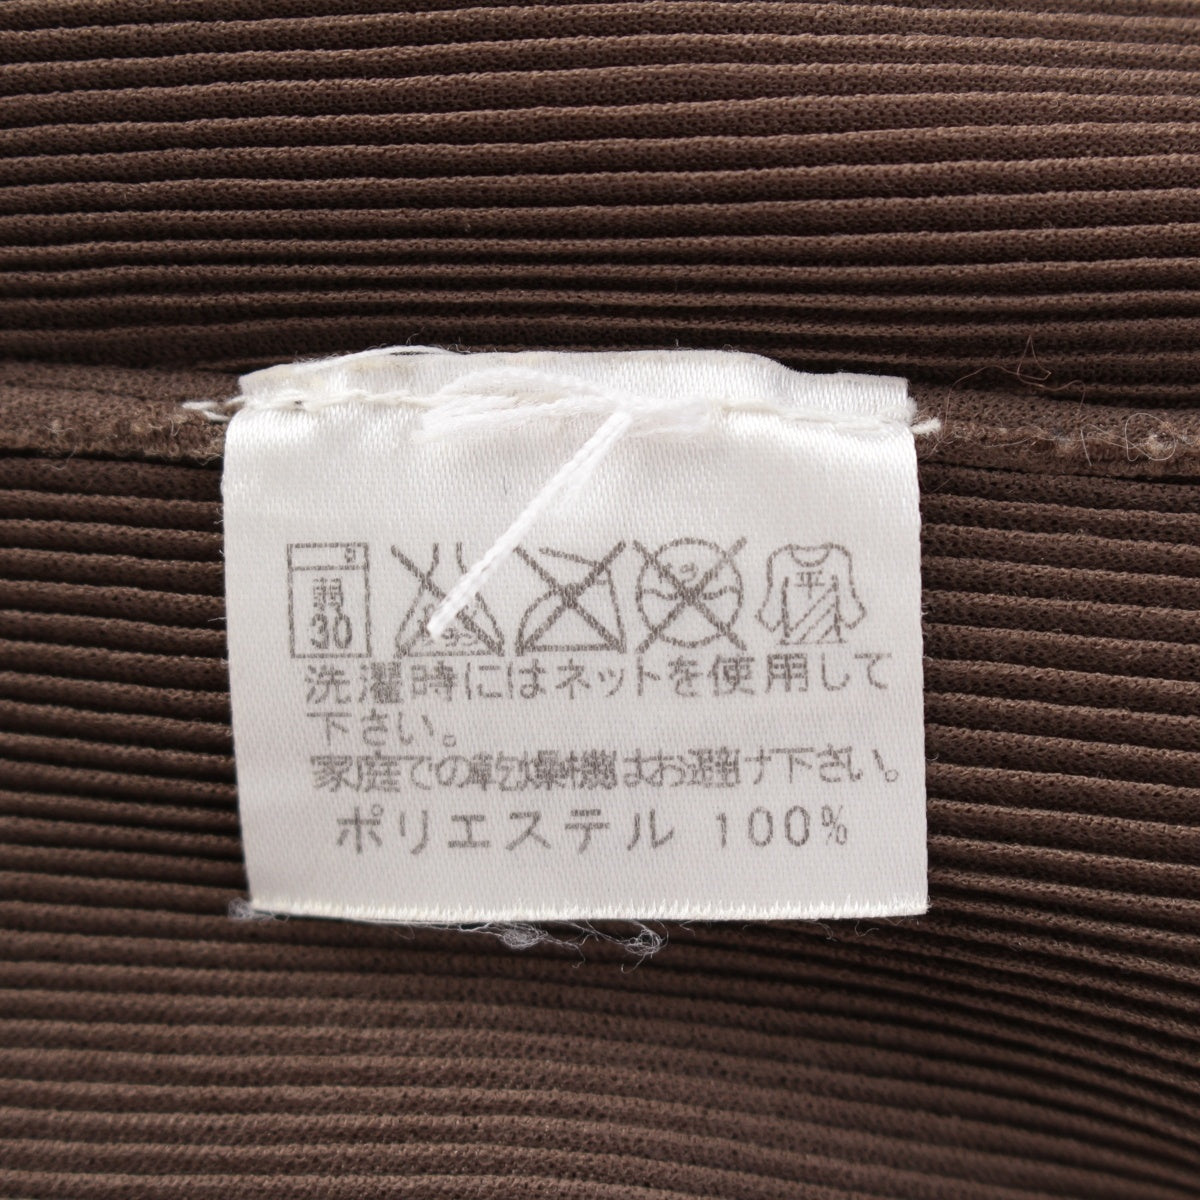 弱 平
30
洗濯時にはネットを使用して
下さい。
家庭での乾燥機はお避け下さい。
ポリエステル 100%